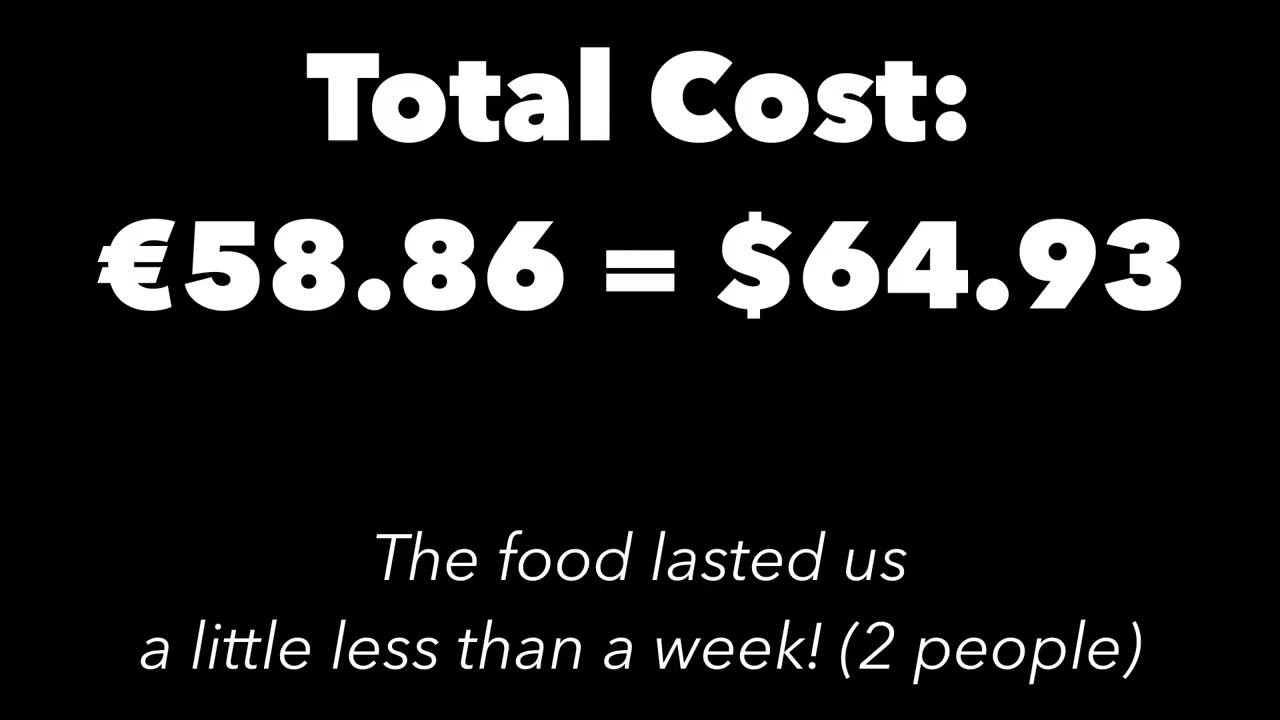 Total Cost:
€58.86 = $64.93
The food lasted us
a little less than a week! (2 people)